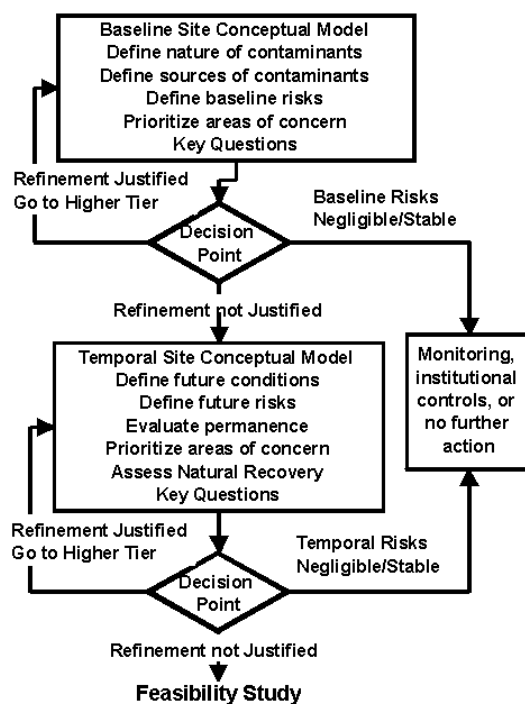 Baseline Site Conceptual Model
Define nature of contaminants
Define sources of contaminants
Define baseline risks
Prioritize areas of concern
Key Questions
Refinement Justified
Go to Higher Tier
Baseline Risks
Negligible/Stable
Decision
Point
Refinement not Justified
Temporal Site Conceptual Model
Define future conditions
Define future risks
Evaluate permanence
Prioritize areas of concern
Assess Natural Recovery
Key Questions
Monitoring,
institutional
controls, or
no further
action
Refinement Justified
Go to Higher Tier
Temporal Risks
Negligible/Stable
Decision
Point
Refinement not Justified
Feasibility Study